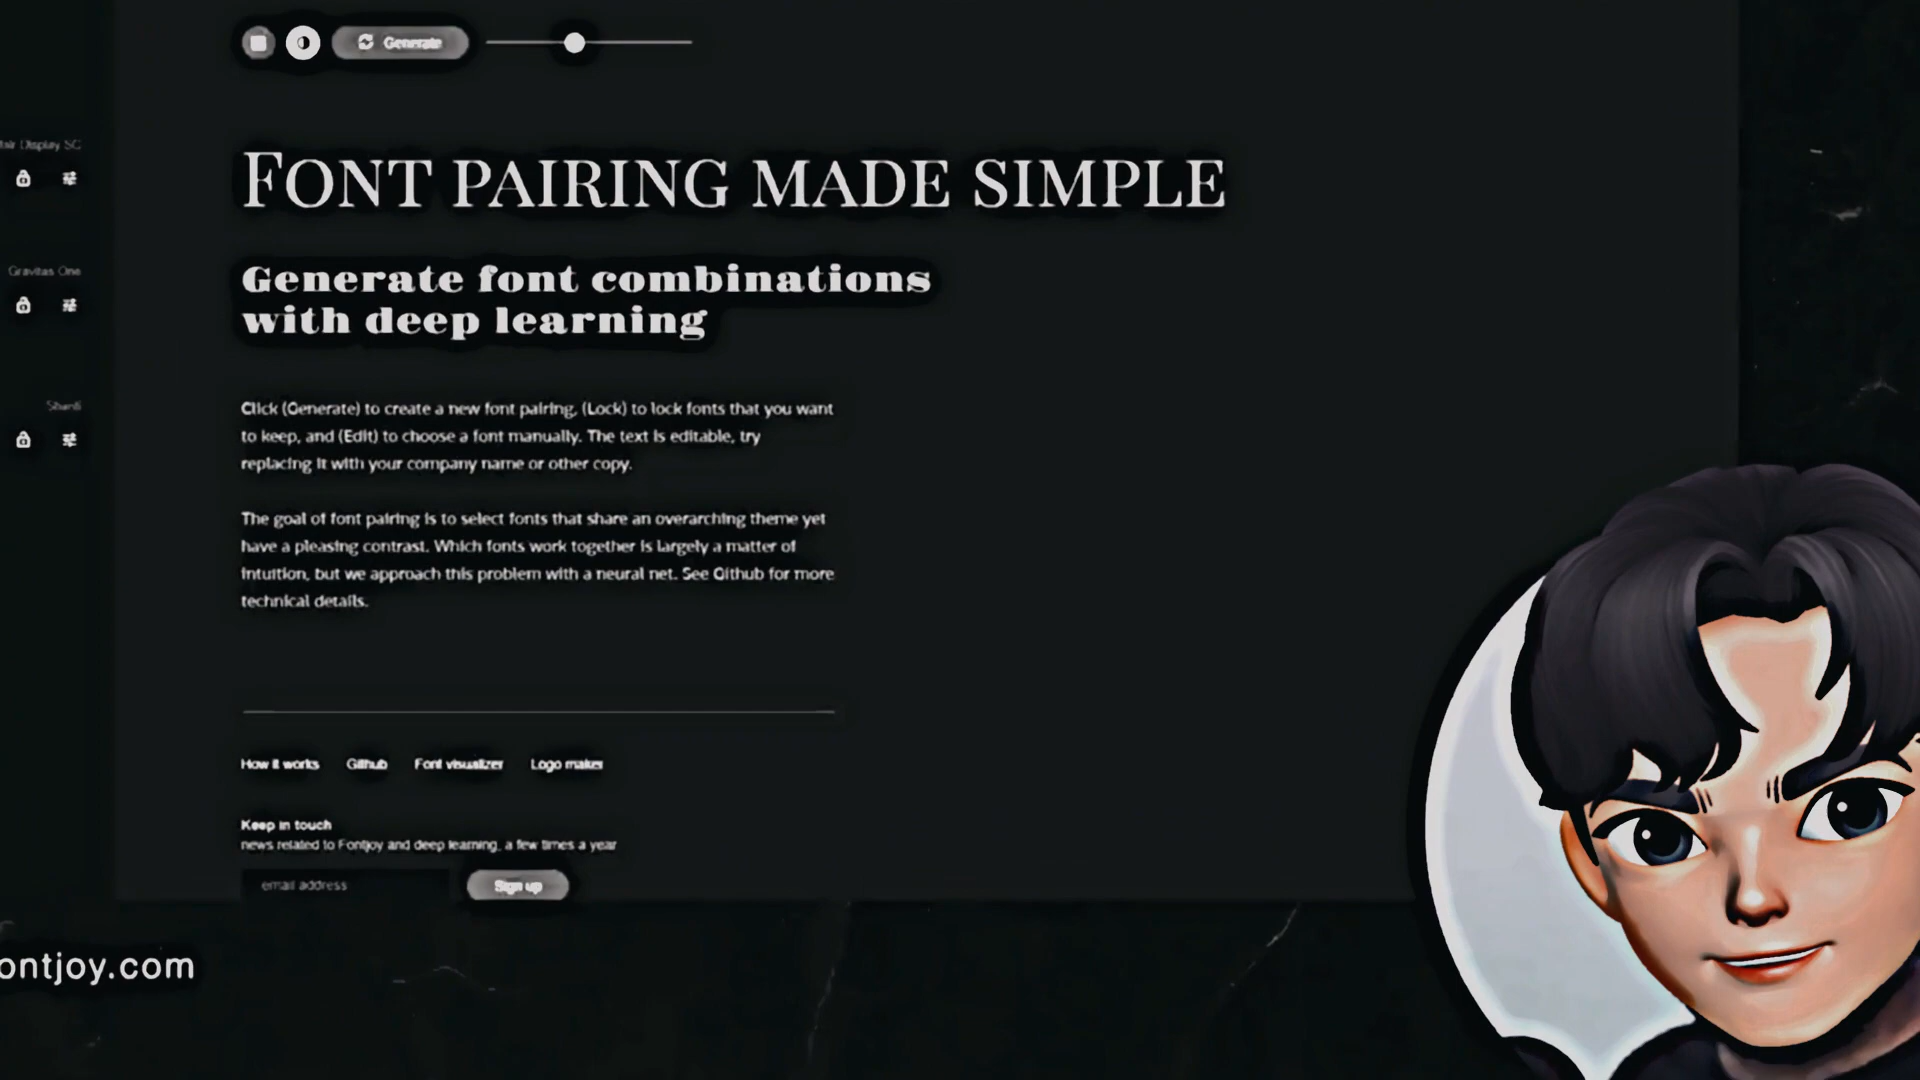 Generate
Display SC
FONT PAIRING MADE SIMPLE
Gravitas One
Generate font combinations
with deep learning
Shanti
Click (Generate) to create a new font pairing, (Lock) to lock fonts that you want
to keep, and (Edit) to choose a font manually. The text is editable, try
replacing it with your company name or other copy.
The goal of font pairing is to select fonts that share an overarching theme yet
have a pleasing contrast. Which fonts work together is largely a matter of
intuition, but we approach this problem with a neural net. See Github for more
technical details.
How it works Github Font visualizer Logo maker
Keep in touch
news related to Fontjoy and deep learning, a few times a year
email address Sign up
ontjoy.com